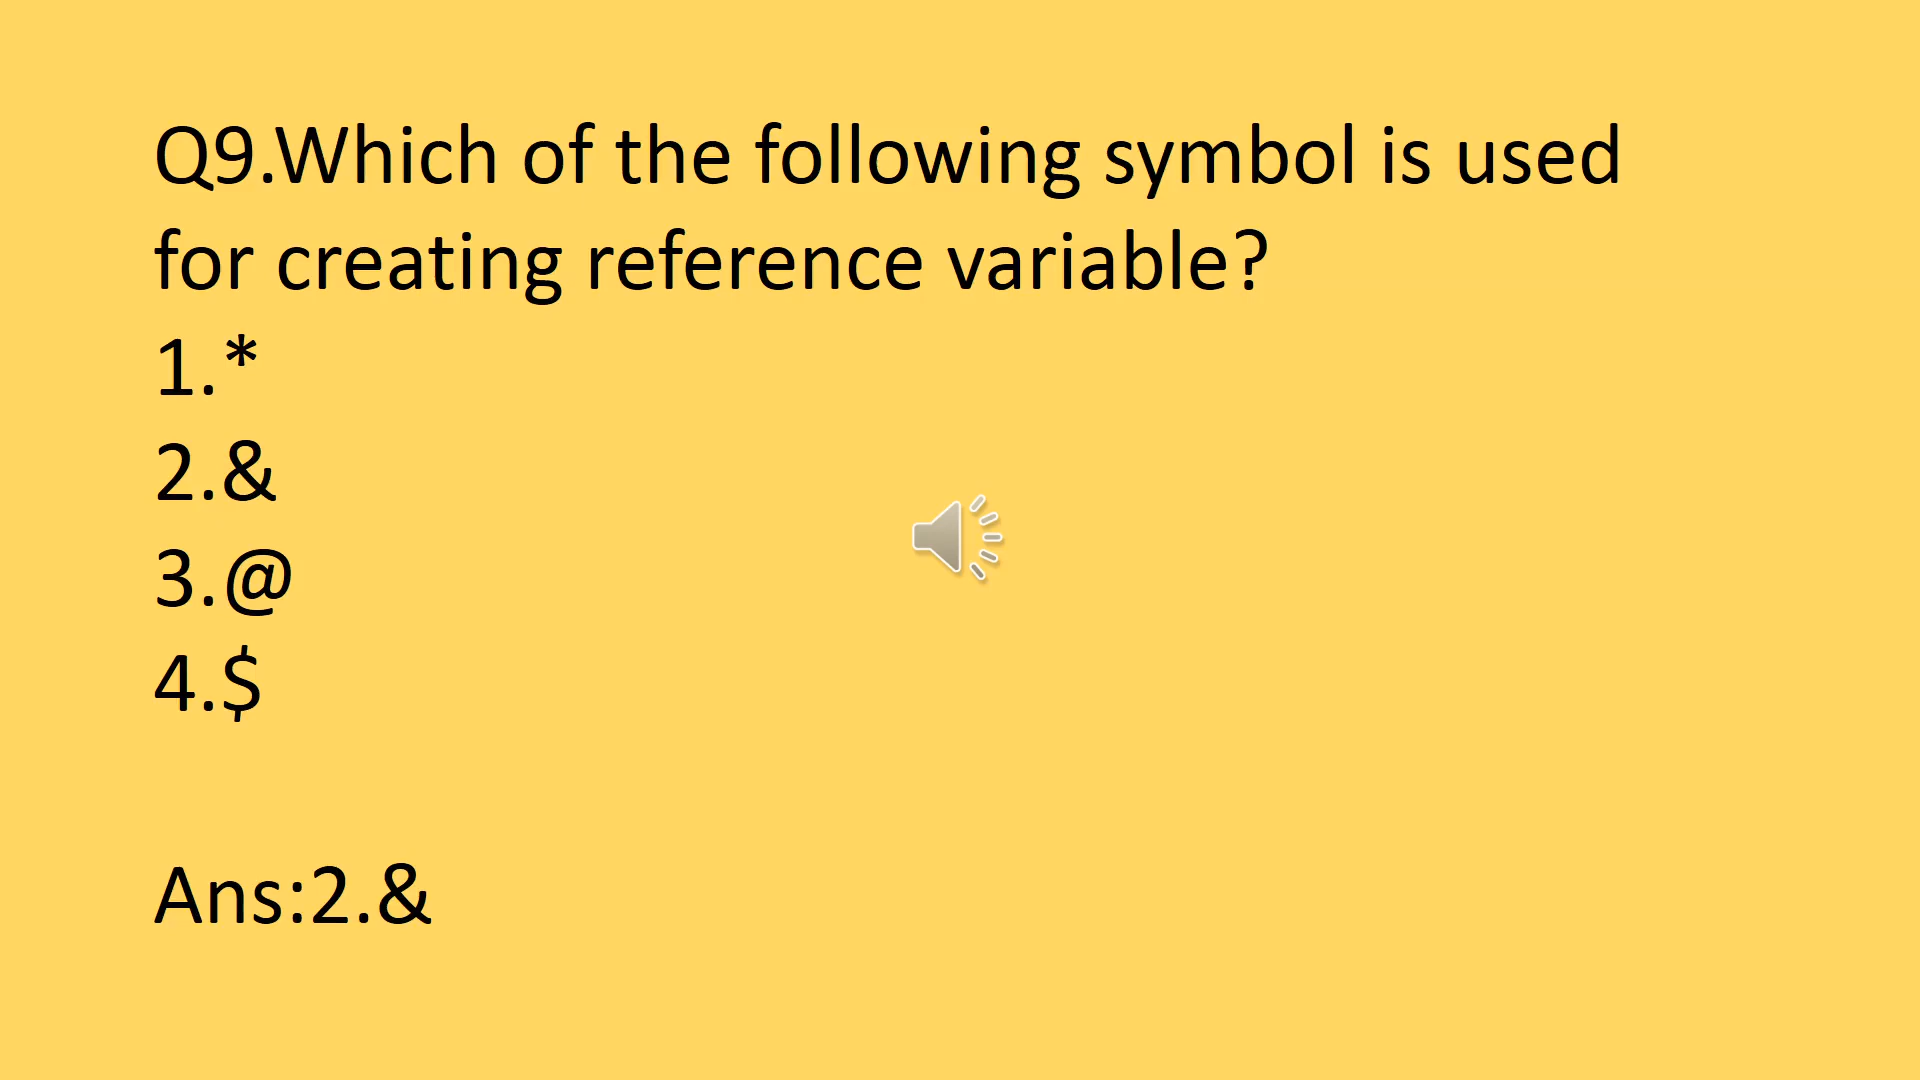 Q9.Which of the following symbol is used
for creating reference variable?
1.*
2.&
3.@
4.$
Ans:2.&